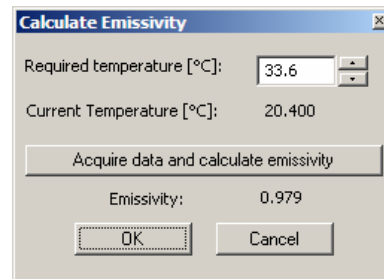 Calculate Emissivity
Required temperature [°C]: 33.6
Current Temperature [°C]: 20.400
Acquire data and calculate emissivity
Emissivity: 0.979
OK Cancel